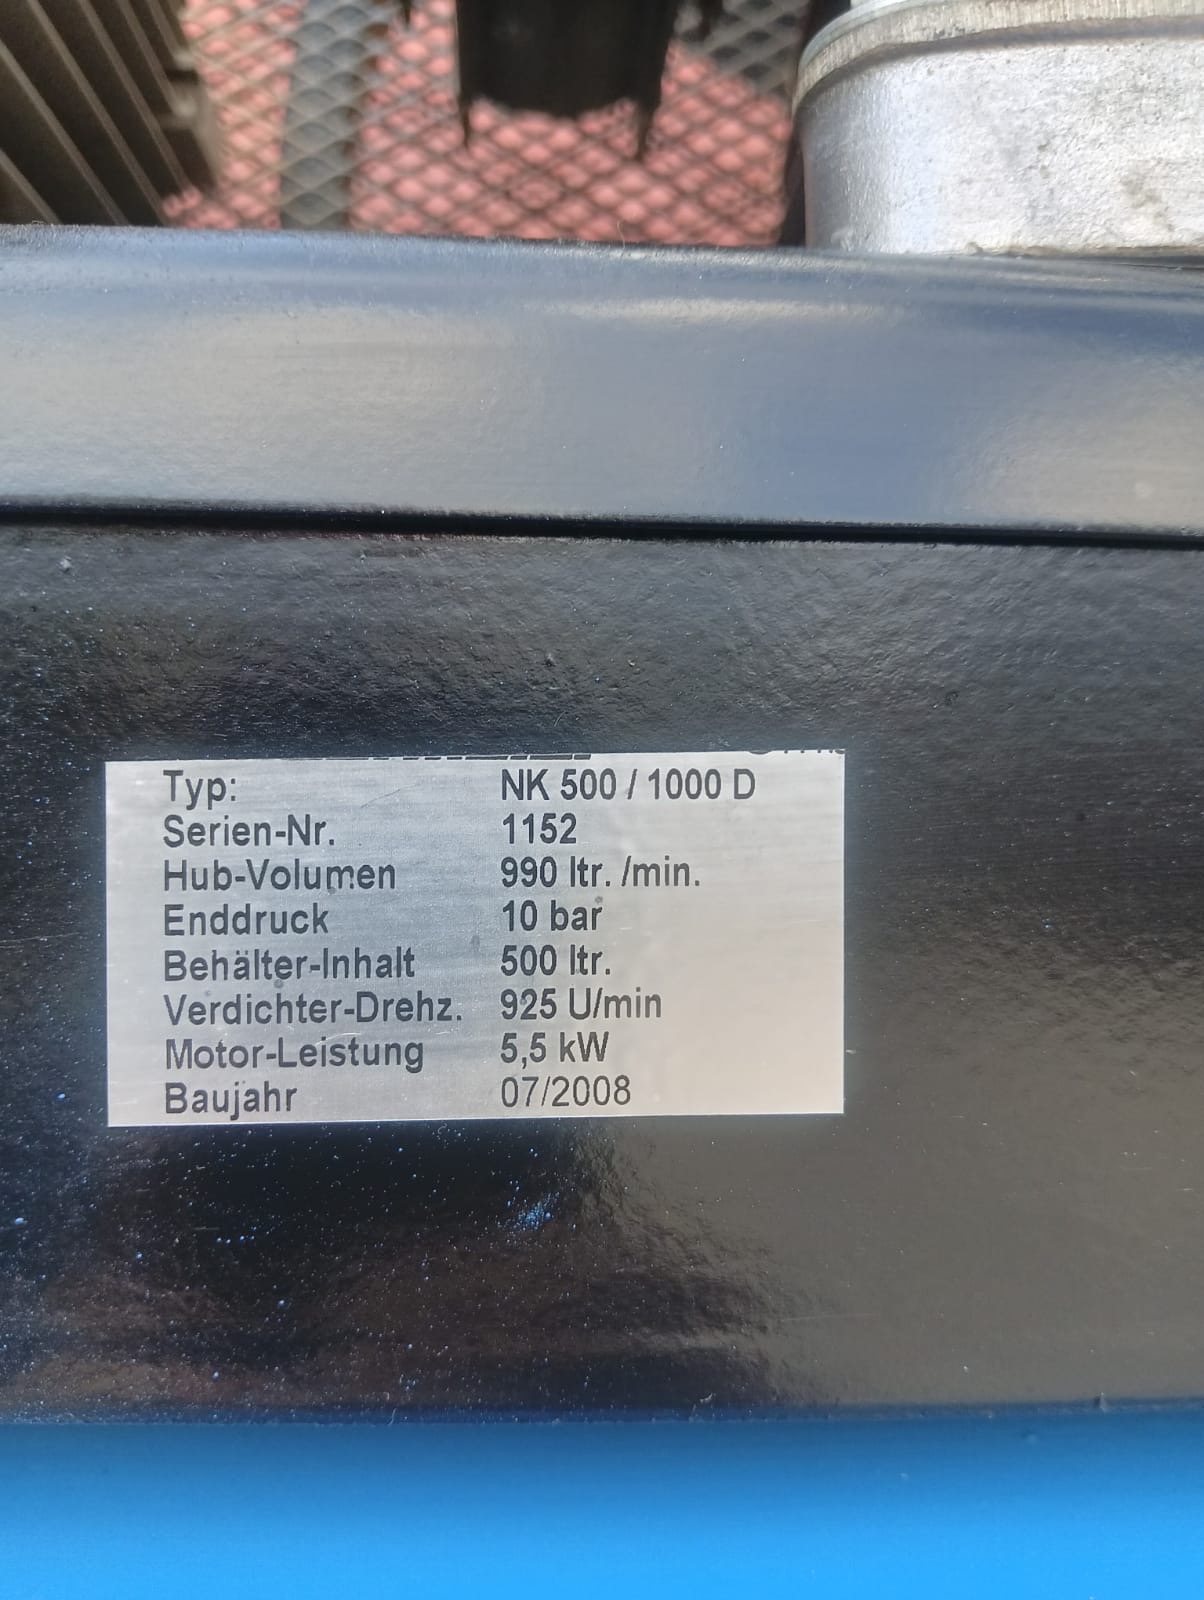 Typ: NK 500 / 1000 D
Serien-Nr. 1152
Hub-Volumen 990 ltr. /min.
Enddruck 10 bar
Behälter-Inhalt 500 ltr.
Verdichter-Drehz. 925 U/min
Motor-Leistung 5,5 kW
Baujahr 07/2008